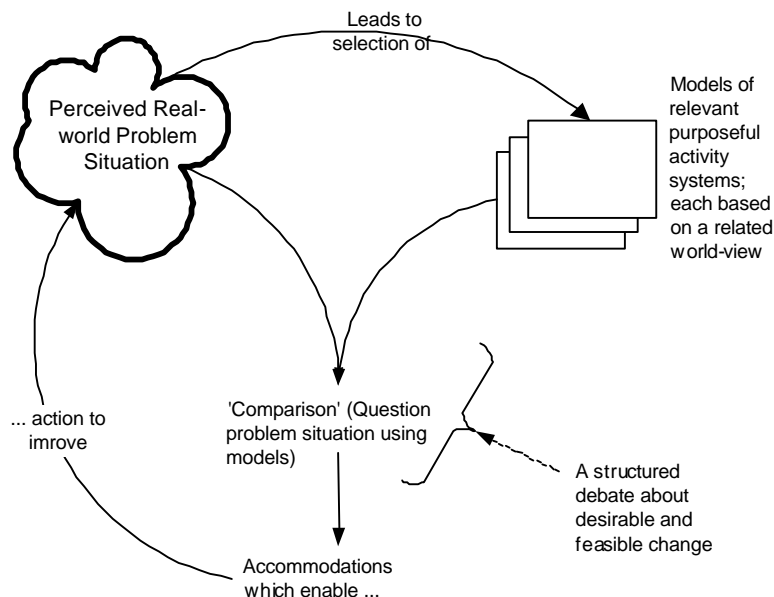 Leads to
selection of
Perceived Real-
world Problem
Situation
Models of
relevant
purposeful
activity
systems;
each based
on a related
world-view
'Comparison' (Question
problem situation using
models)
... action to
imrove
A structured
debate about
desirable and
feasible change
Accommodations
which enable ...